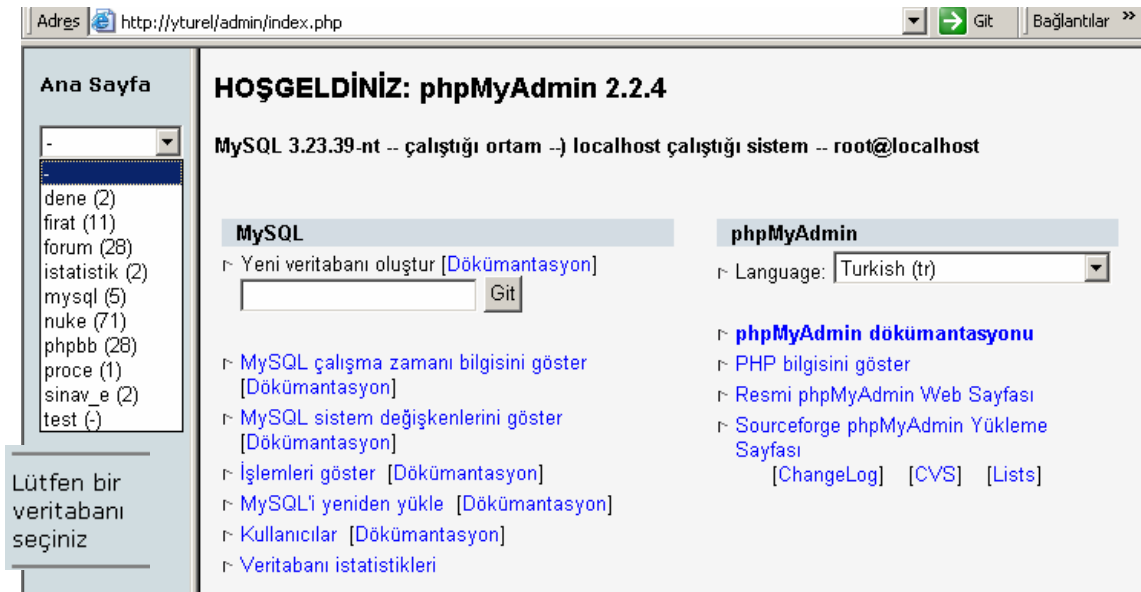 Adres http://yturel/admin/index.php Git Bağlantılar »
Ana Sayfa
-
-
dene (2)
firat (11)
forum (28)
istatistik (2)
mysql (5)
nuke (71)
phpbb (28)
proce (1)
sinav_e (2)
test (-)
Lütfen bir
veritabanı
seçiniz
HOŞGELDİNİZ: phpMyAdmin 2.2.4
MySQL 3.23.39-nt -- çalıştığı ortam --) localhost çalıştığı sistem -- root@localhost
MySQL
Yeni veritabanı oluştur [Dökümantasyon]
Git
MySQL çalışma zamanı bilgisini göster
[Dökümantasyon]
MySQL sistem değişkenlerini göster
[Dökümantasyon]
İşlemleri göster [Dökümantasyon]
MySQL'i yeniden yükle [Dökümantasyon]
Kullanıcılar [Dökümantasyon]
Veritabanı istatistikleri
phpMyAdmin
Language: Turkish (tr)
phpMyAdmin dökümantasyonu
PHP bilgisini göster
Resmi phpMyAdmin Web Sayfası
Sourceforge phpMyAdmin Yükleme
Sayfası
[ChangeLog] [CVS] [Lists]